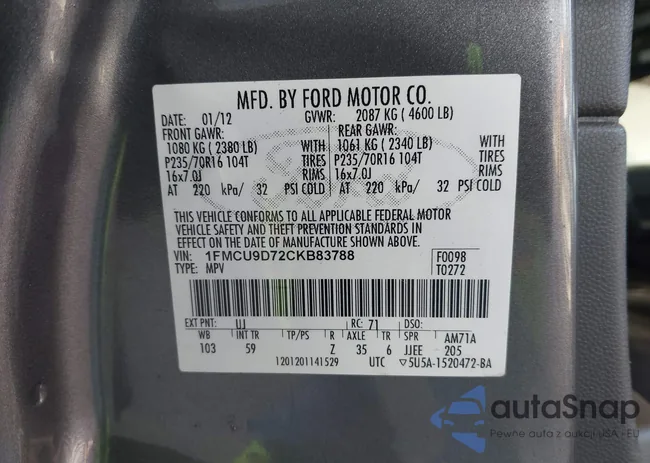 MFD. BY FORD MOTOR CO.
DATE: 01/12 GVWR: 2087 KG ( 4600 LB)
FRONT GAWR: REAR GAWR:
1080 KG ( 2380 LB) WITH 1061 KG ( 2340 LB) WITH
P235/70R16 104T TIRES P235/70R16 104T TIRES
16x7.0J RIMS 16x7.0J RIMS
AT 220 kPa/ 32 PSI COLD AT 220 kPa/ 32 PSI COLD
THIS VEHICLE CONFORMS TO ALL APPLICABLE FEDERAL MOTOR
VEHICLE SAFETY AND THEFT PREVENTION STANDARDS IN
EFFECT ON THE DATE OF MANUFACTURE SHOWN ABOVE.
VIN: 1FMCU9D72CKB83788 F0098
TYPE: MPV T0272
EXT PNT: UJ RC: 71 DSO:
WB INT TR TP/PS R AXLE TR SPR AM71A
103 59 Z 35 6 JJEE 205
1201201141529 UTC ▽5U5A-1520472-BA
autoSnap
Pewne auto z aukcji USA - EU